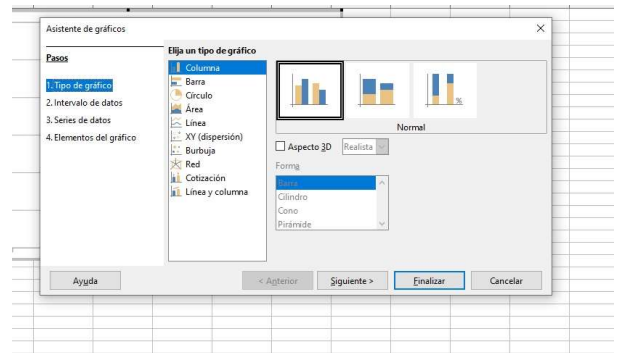 Asistente de gráficos
Pasos
1. Tipo de gráfico
2. Intervalo de datos
3. Series de datos
4. Elementos del gráfico
Elija un tipo de gráfico
Columna
Barra
Círculo
Área
Línea
XY (dispersión)
Burbuja
Red
Cotización
Línea y columna
%
Normal
Aspecto 3D
Realista
Forma
Barra
Cilindro
Cono
Pirámide
Ayuda
< Anterior
Siguiente >
Finalizar
Cancelar